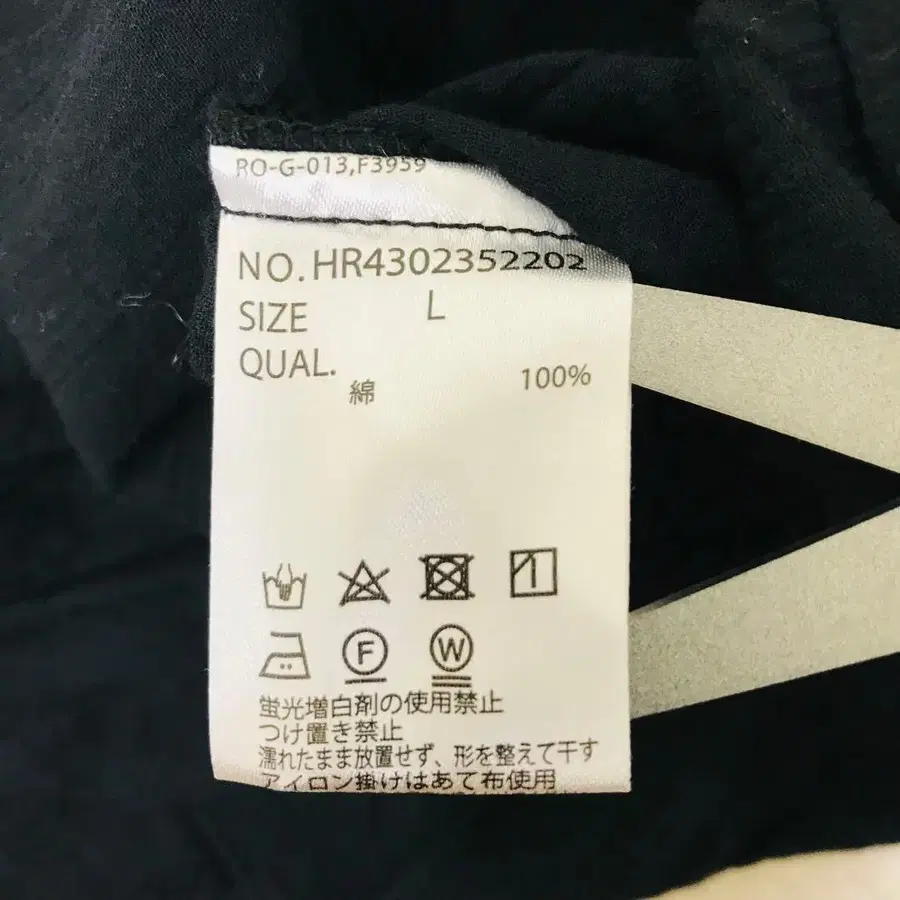 RO-G-013,F3959
NO.HR4302352202
SIZE L
QUAL.
綿 100%
F W
蛍光増白剤の使用禁止
つけ置き禁止
濡れたまま放置せず、形を整えて干す
アイロン掛けはあて布使用